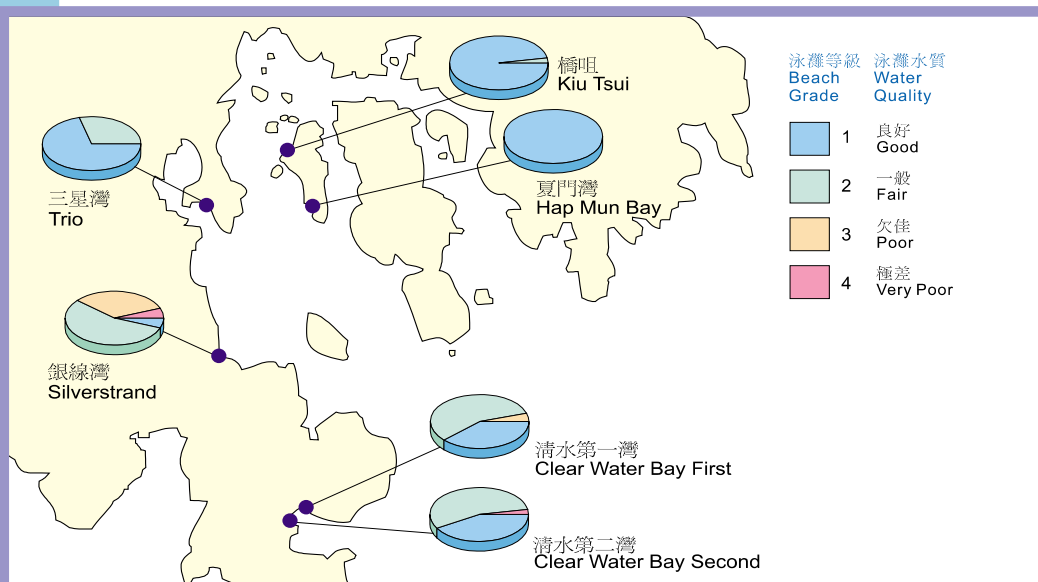 橋咀
Kiu Tsui
三星灣
Trio
廈門灣
Hap Mun Bay
銀線灣
Silverstrand
清水第一灣
Clear Water Bay First
清水第二灣
Clear Water Bay Second
泳灘等級
Beach
Grade
泳灘水質
Water
Quality
1
良好
Good
2
一般
Fair
3
欠佳
Poor
4
極差
Very Poor